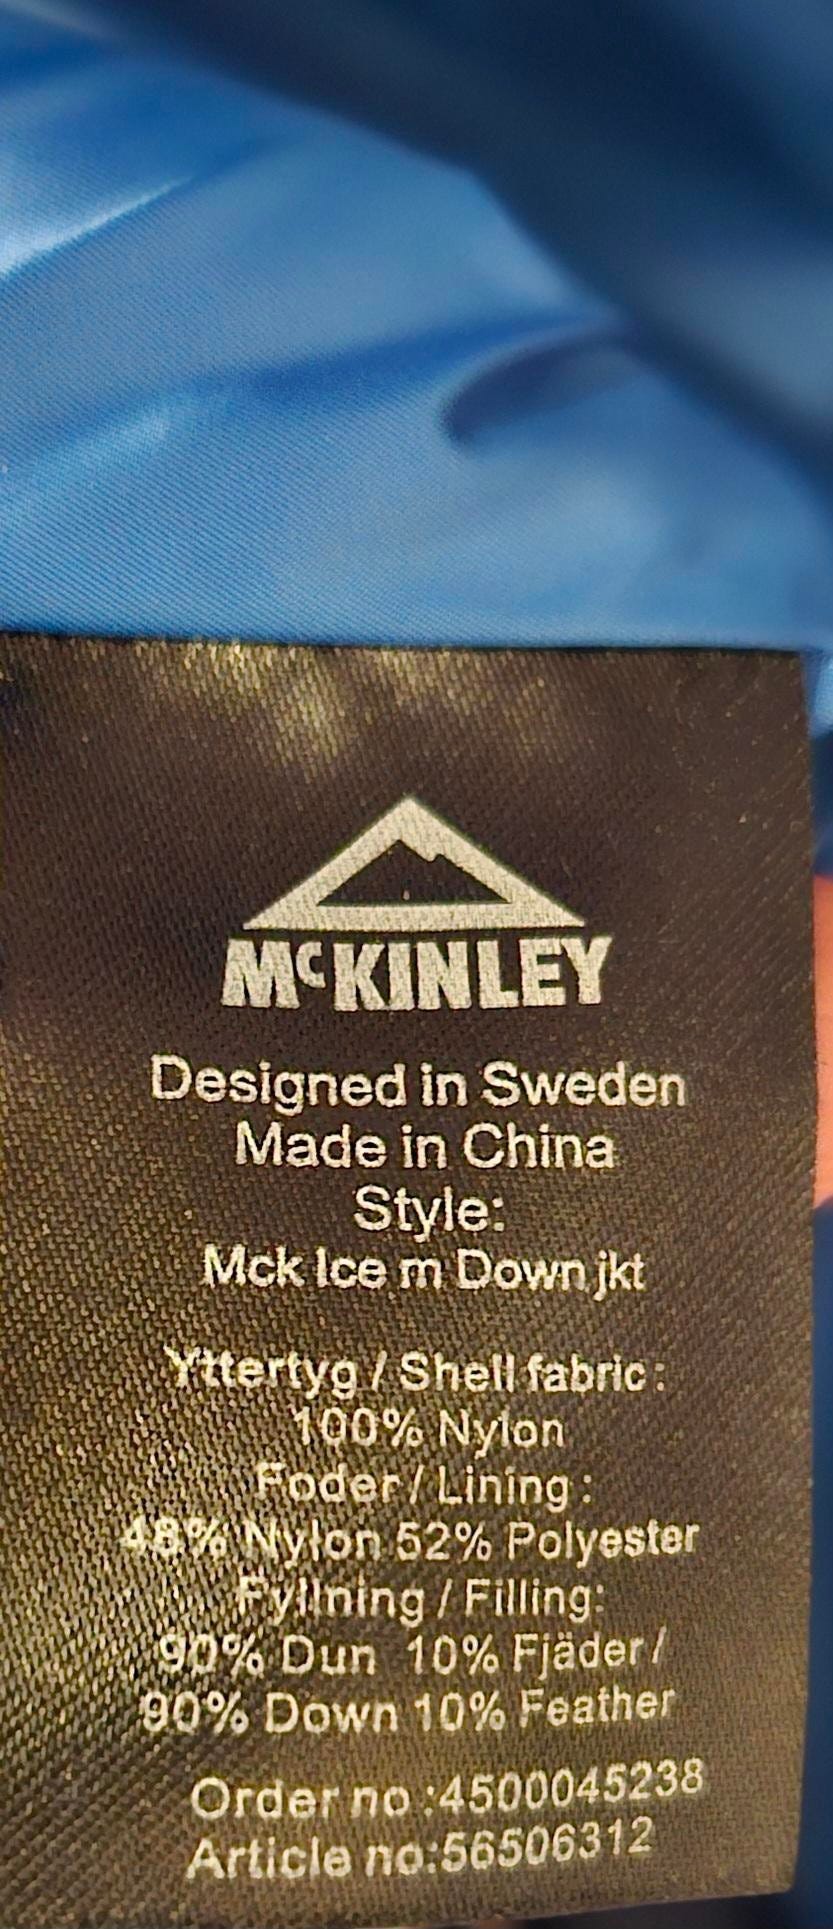 McKINLEY
Designed in Sweden
Made in China
Style:
Mck Ice m Down jkt
Yttertyg / Shell fabric:
100% Nylon
Foder / Lining:
48% Nylon 52% Polyester
Fyllning / Filling:
90% Dun 10% Fjäder /
90% Down 10% Feather
Order no :4500045238
Article no:56506312